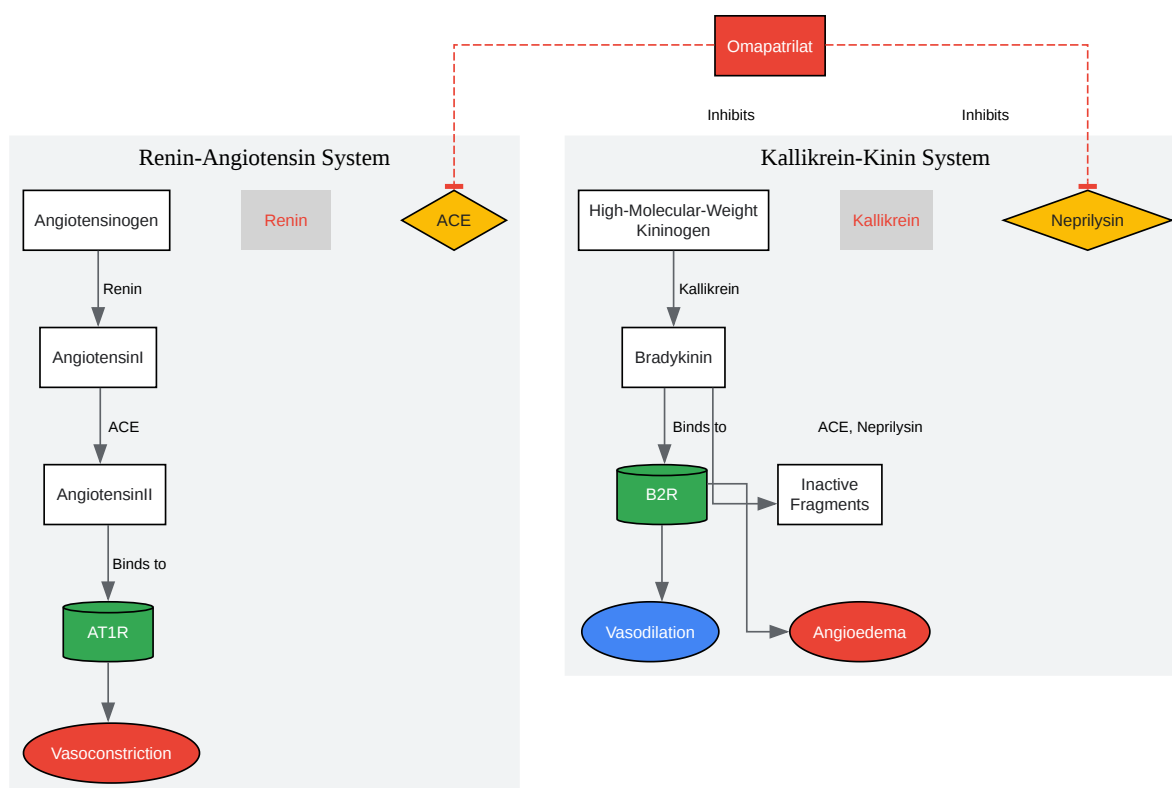 Omapatrilat
Inhibits
Inhibits
Renin-Angiotensin System
Angiotensinogen
Renin
ACE
Renin
AngiotensinI
ACE
AngiotensinII
Binds to
AT1R
Vasoconstriction
Kallikrein-Kinin System
High-Molecular-Weight
Kininogen
Kallikrein
Neprilysin
Kallikrein
Bradykinin
Binds to
ACE, Neprilysin
B2R
Inactive
Fragments
Vasodilation
Angioedema